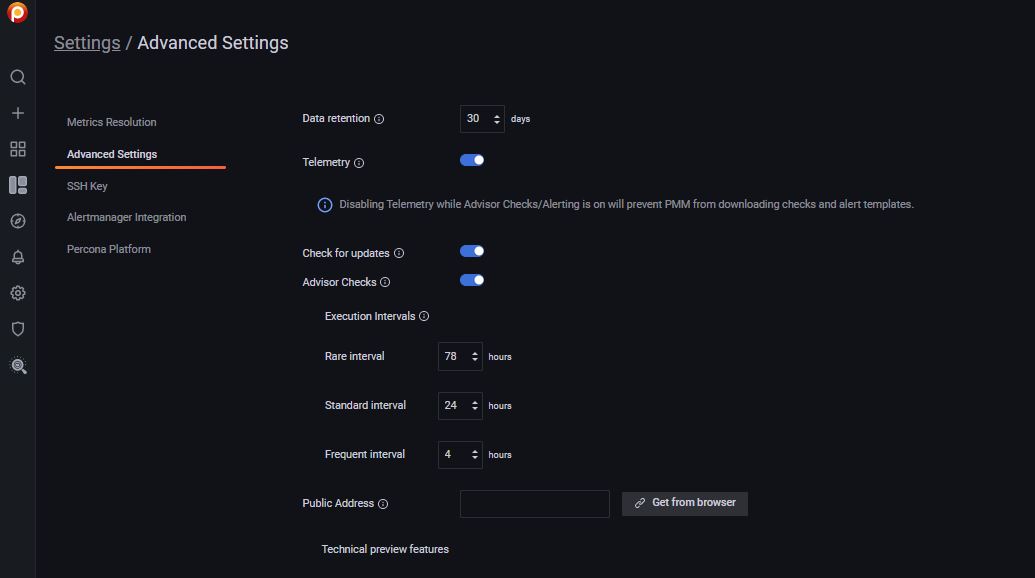 Settings / Advanced Settings
Metrics Resolution
Advanced Settings
SSH Key
Alertmanager Integration
Percona Platform
Data retention 30 days
Telemetry
Disabling Telemetry while Advisor Checks/Alerting is on will prevent PMM from downloading checks and alert templates.
Check for updates
Advisor Checks
Execution Intervals
Rare interval 78 hours
Standard interval 24 hours
Frequent interval 4 hours
Public Address Get from browser
Technical preview features